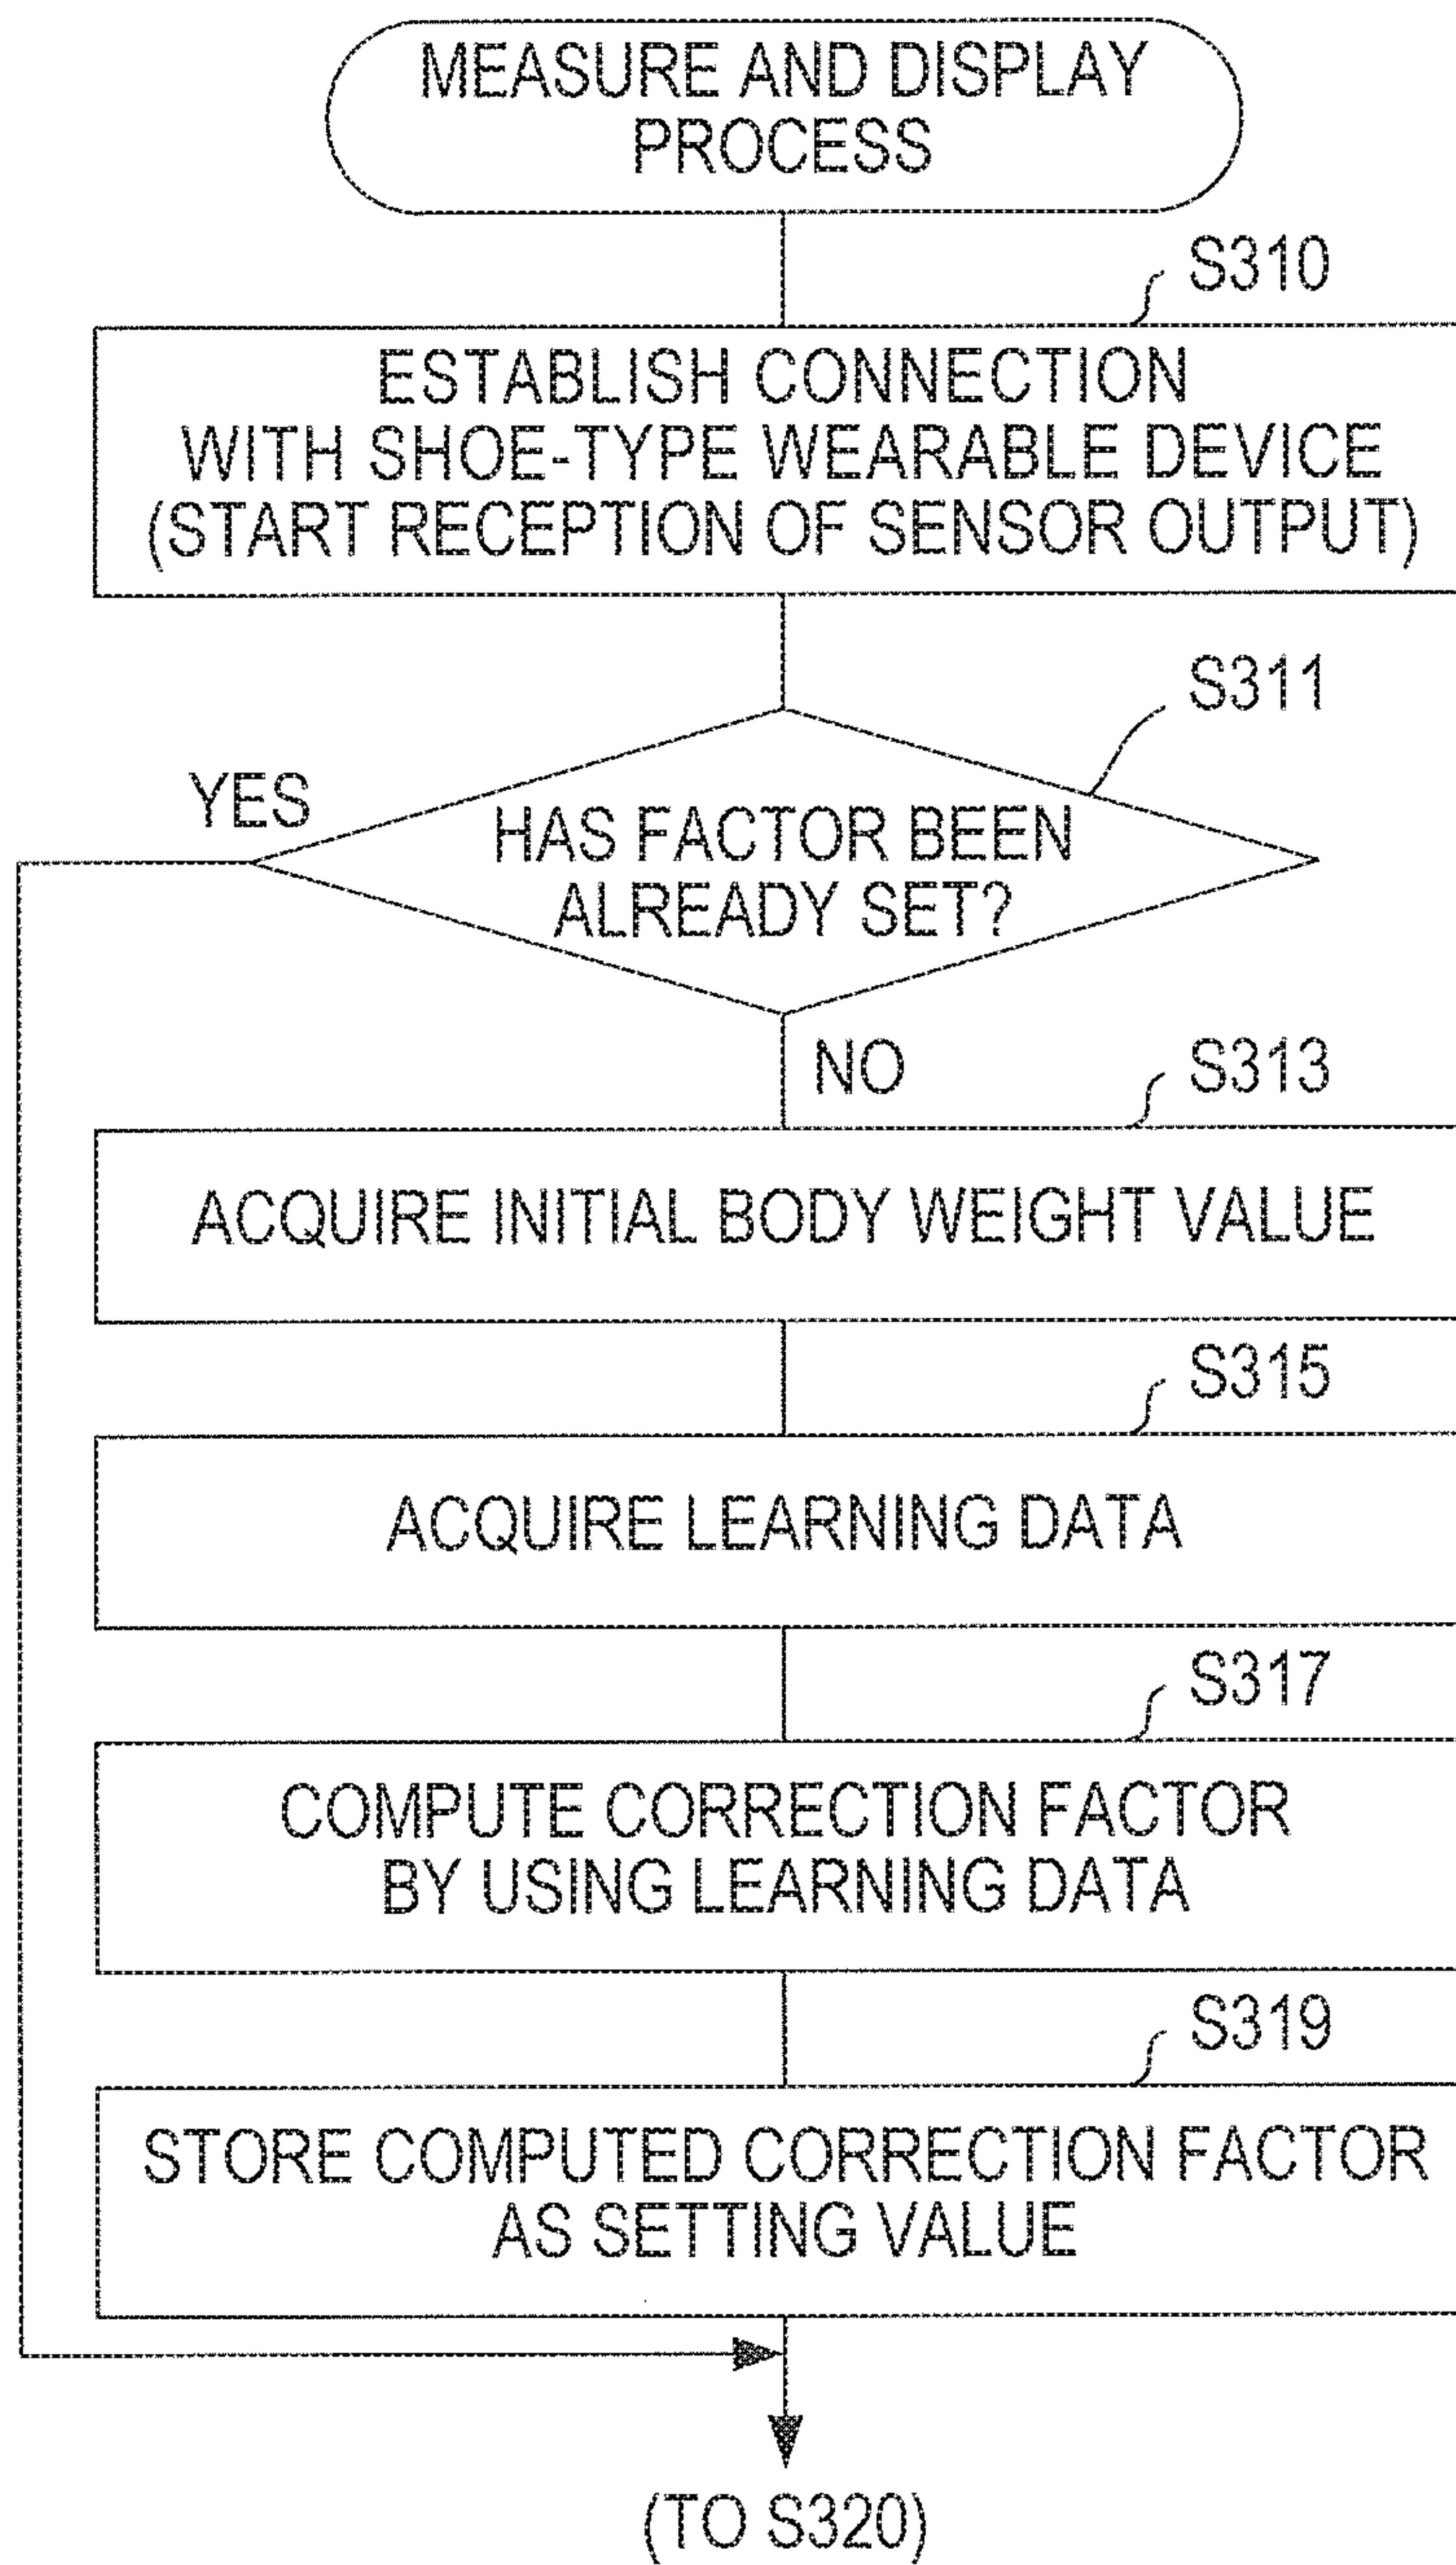 MEASURE AND DISPLAY
PROCESS
S310
ESTABLISH CONNECTION
WITH SHOE-TYPE WEARABLE DEVICE
(START RECEPTION OF SENSOR OUTPUT)
S311
YES
HAS FACTOR BEEN
ALREADY SET?
NO
S313
ACQUIRE INITIAL BODY WEIGHT VALUE
S315
ACQUIRE LEARNING DATA
S317
COMPUTE CORRECTION FACTOR
BY USING LEARNING DATA
S319
STORE COMPUTED CORRECTION FACTOR
AS SETTING VALUE
(TO S320)